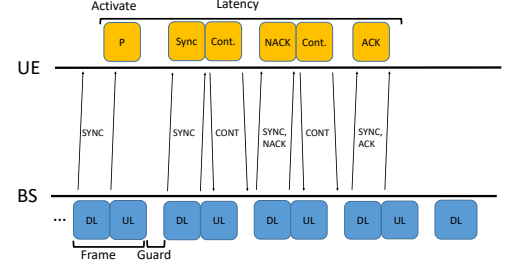 Activate Latency
P Sync Cont. NACK Cont. ACK
UE
SYNC SYNC CONT SYNC, NACK CONT SYNC, ACK
BS
... DL UL DL UL DL UL DL UL DL
Frame Guard